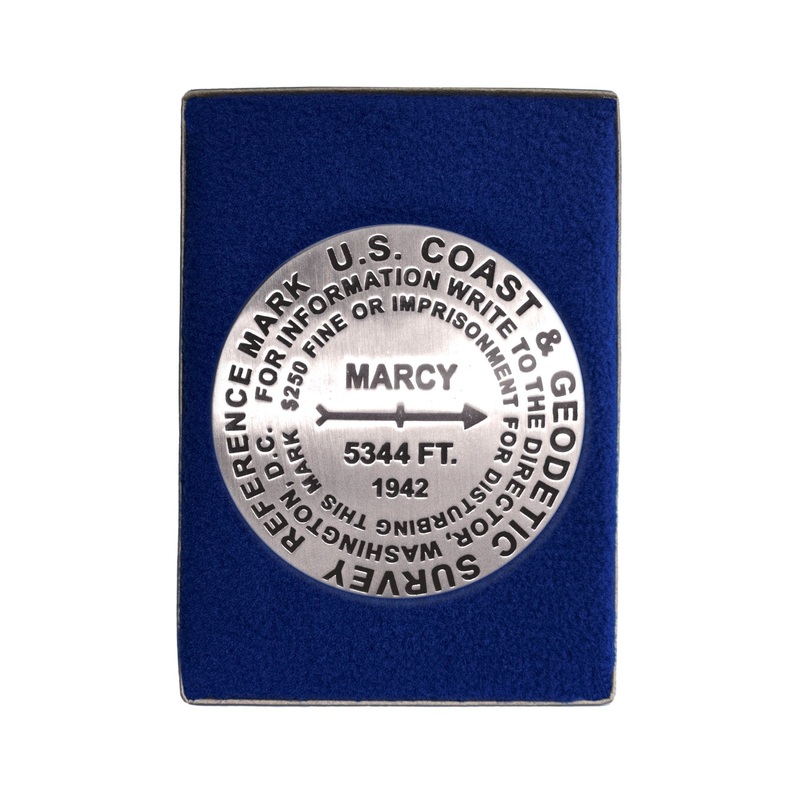 U.S. COAST & GEODETIC SURVEY REFERENCE MARK
FOR INFORMATION WRITE TO THE DIRECTOR, WASHINGTON, D.C.
$250 FINE OR IMPRISONMENT FOR DISTURBING THIS MARK
MARCY
5344 FT.
1942